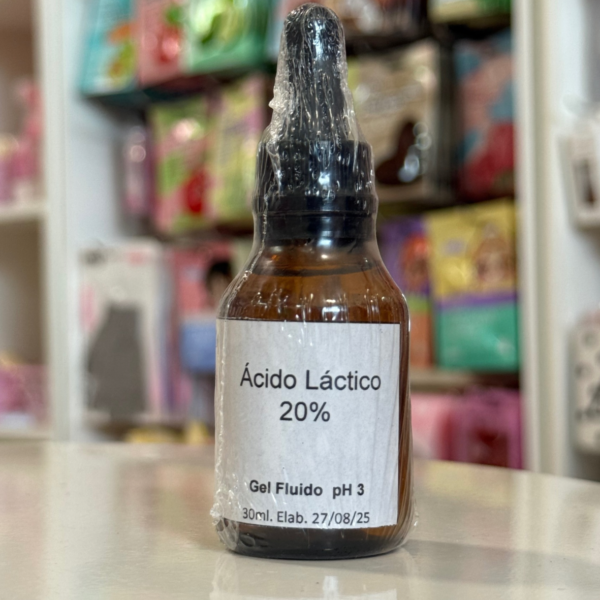 Ácido Láctico
20%
Gel Fluido pH 3
30ml. Elab. 27/08/25